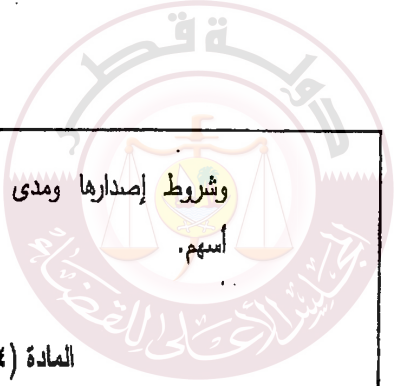 دولة قطر
وشروط إصدارها ومدى
أسهم.
المادة (٤
المجلس الأعلى للقضاء